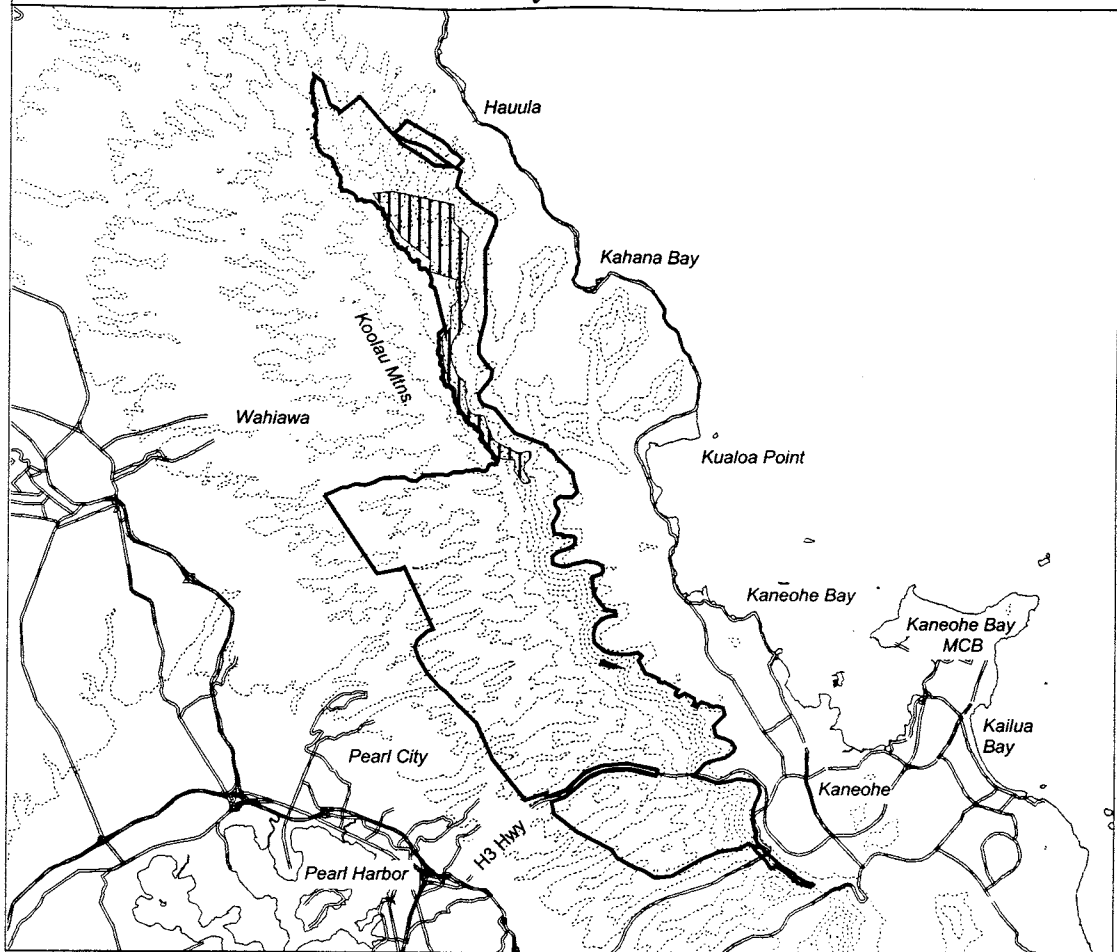 Hauula
Kahana Bay
Koolau Mtns.
Wahiawa
Kualoa Point
Kaneohe Bay
Kaneohe Bay
MCB
Kailua
Bay
Pearl City
Kaneohe
H3 Hwy
Pearl Harbor